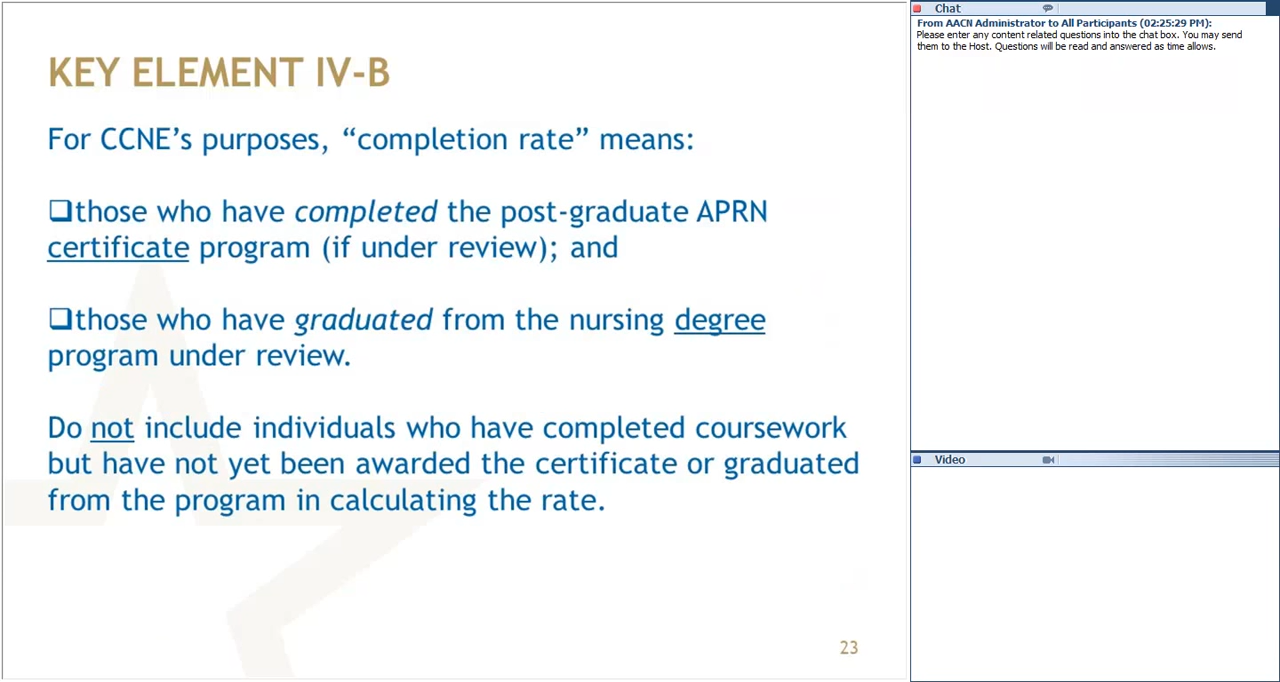 KEY ELEMENT IV-B
For CCNE’s purposes, “completion rate” means:
❑those who have completed the post-graduate APRN
certificate program (if under review); and
❑those who have graduated from the nursing degree
program under review.
Do not include individuals who have completed coursework
but have not yet been awarded the certificate or graduated
from the program in calculating the rate.
23
Chat
From AACN Administrator to All Participants (02:25:29 PM):
Please enter any content related questions into the chat box. You may send
them to the Host. Questions will be read and answered as time allows.
Video